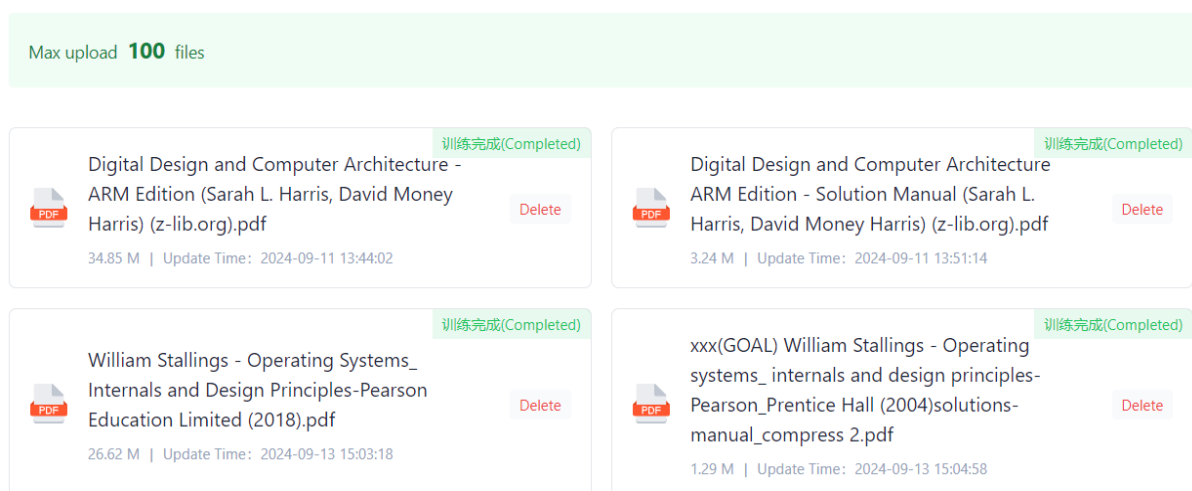 Max upload 100 files
训练完成(Completed)
Digital Design and Computer Architecture -
ARM Edition (Sarah L. Harris, David Money
Harris) (z-lib.org).pdf
PDF
Delete
34.85 M | Update Time：2024-09-11 13:44:02
训练完成(Completed)
Digital Design and Computer Architecture
ARM Edition - Solution Manual (Sarah L.
Harris, David Money Harris) (z-lib.org).pdf
PDF
Delete
3.24 M | Update Time：2024-09-11 13:51:14
训练完成(Completed)
William Stallings - Operating Systems_
Internals and Design Principles-Pearson
Education Limited (2018).pdf
PDF
Delete
26.62 M | Update Time：2024-09-13 15:03:18
训练完成(Completed)
xxx(GOAL) William Stallings - Operating
systems_ internals and design principles-
Pearson_Prentice Hall (2004)solutions-
manual_compress 2.pdf
PDF
Delete
1.29 M | Update Time：2024-09-13 15:04:58